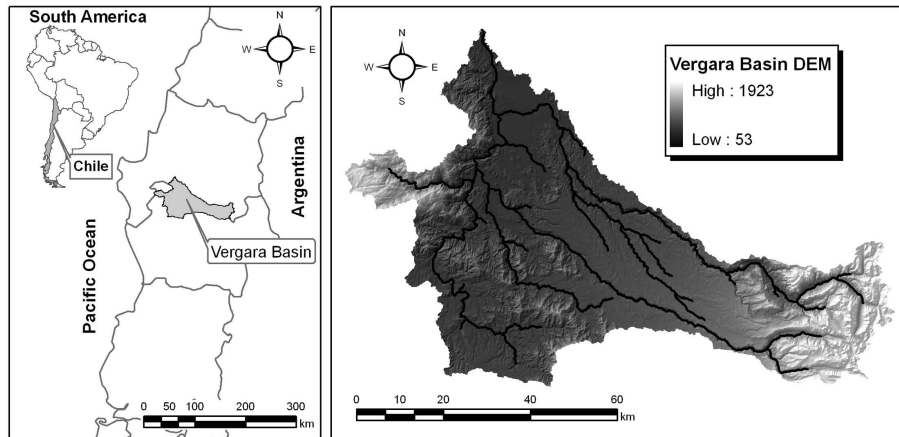 South America
N
W
E
S
Chile
Argentina
Vergara Basin
Pacific Ocean
0 50 100 200 300
km
N
W
E
S
Vergara Basin DEM
High : 1923
Low : 53
0 10 20 40 60
km